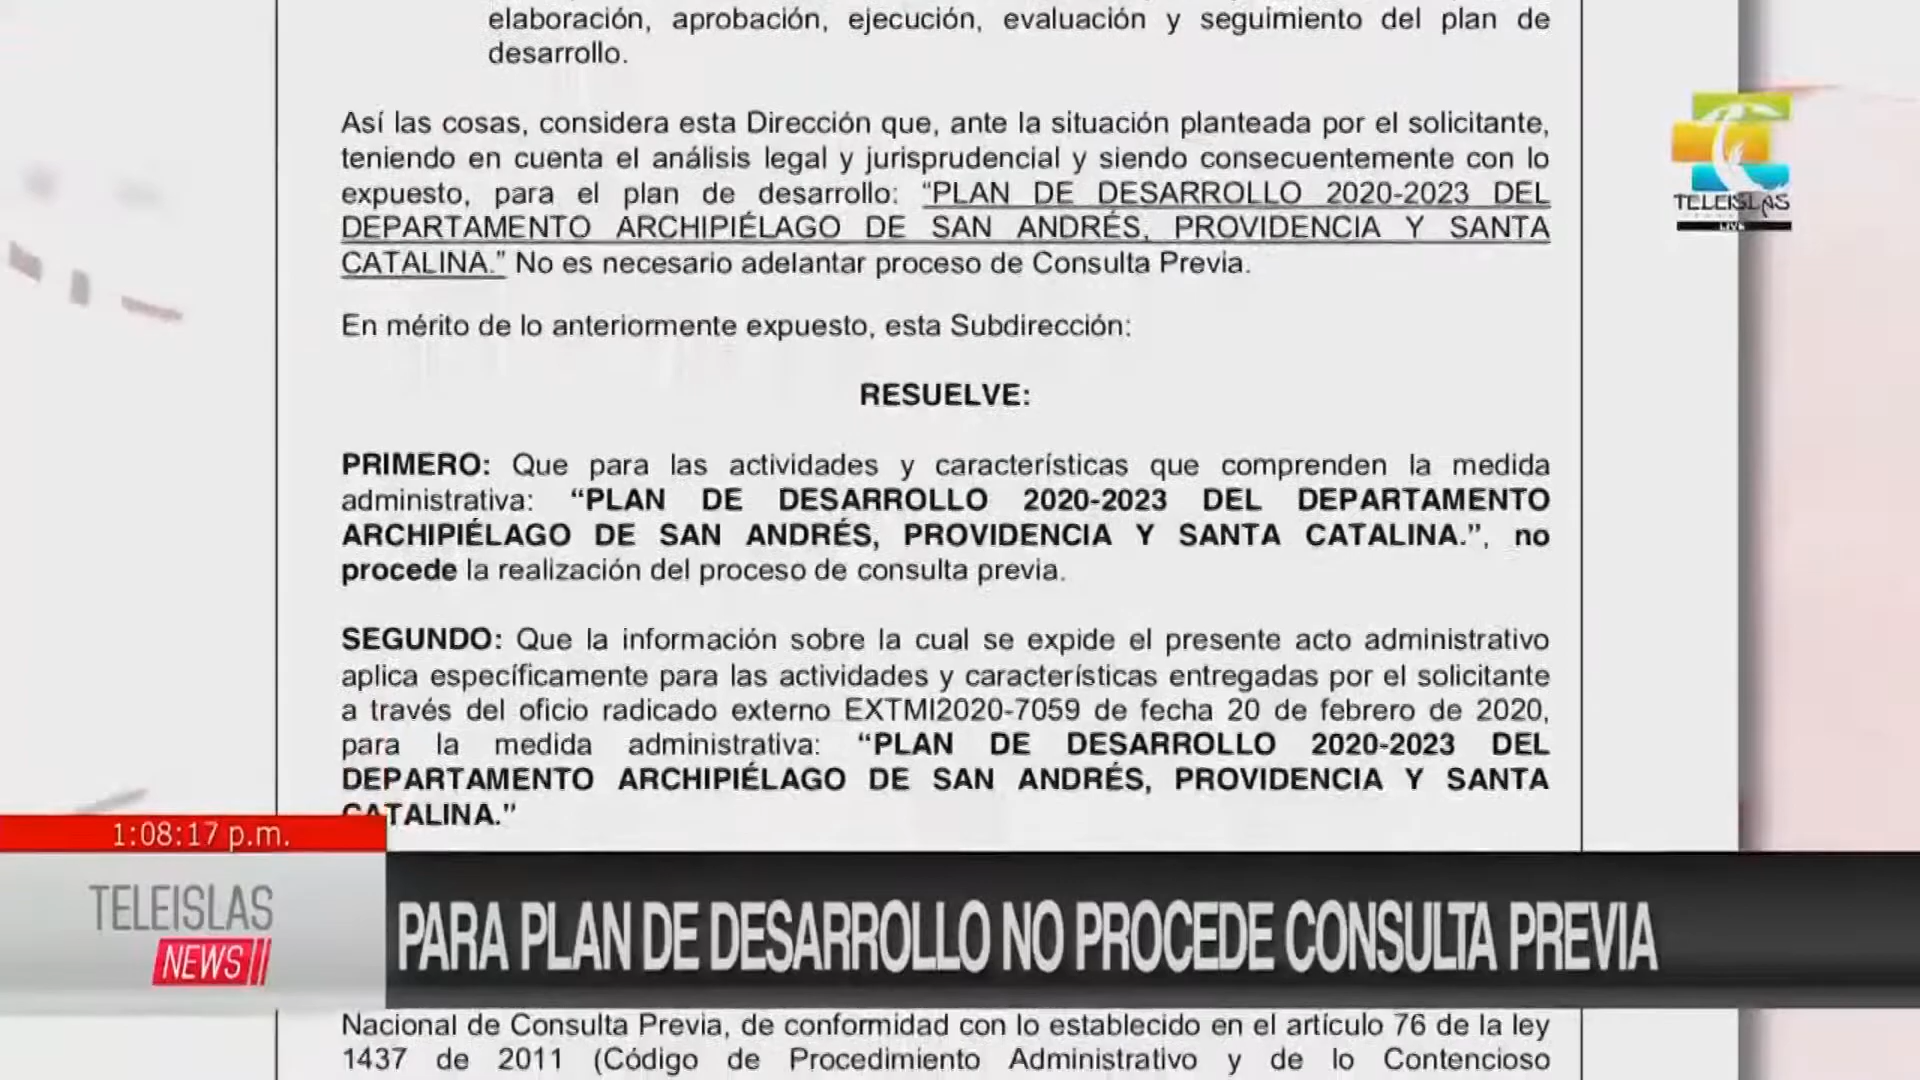 elaboración, aprobación, ejecución, evaluación y seguimiento del plan de
desarrollo.
Así las cosas, considera esta Dirección que, ante la situación planteada por el solicitante,
teniendo en cuenta el análisis legal y jurisprudencial y siendo consecuentemente con lo
expuesto, para el plan de desarrollo: “PLAN DE DESARROLLO 2020-2023 DEL
DEPARTAMENTO ARCHIPIÉLAGO DE SAN ANDRÉS, PROVIDENCIA Y SANTA
CATALINA.” No es necesario adelantar proceso de Consulta Previa.
En mérito de lo anteriormente expuesto, esta Subdirección:
RESUELVE:
PRIMERO: Que para las actividades y características que comprenden la medida
administrativa: “PLAN DE DESARROLLO 2020-2023 DEL DEPARTAMENTO
ARCHIPIÉLAGO DE SAN ANDRÉS, PROVIDENCIA Y SANTA CATALINA.”, no
procede la realización del proceso de consulta previa.
SEGUNDO: Que la información sobre la cual se expide el presente acto administrativo
aplica específicamente para las actividades y características entregadas por el solicitante
a través del oficio radicado externo EXTMI2020-7059 de fecha 20 de febrero de 2020,
para la medida administrativa: “PLAN DE DESARROLLO 2020-2023 DEL
DEPARTAMENTO ARCHIPIÉLAGO DE SAN ANDRÉS, PROVIDENCIA Y SANTA
CATALINA.”
TELEISLAS
LIVE
1:08:17 p.m.
TELEISLAS
NEWS
PARA PLAN DE DESARROLLO NO PROCEDE CONSULTA PREVIA
Nacional de Consulta Previa, de conformidad con lo establecido en el artículo 76 de la ley
1437 de 2011 (Código de Procedimiento Administrativo y de lo Contencioso